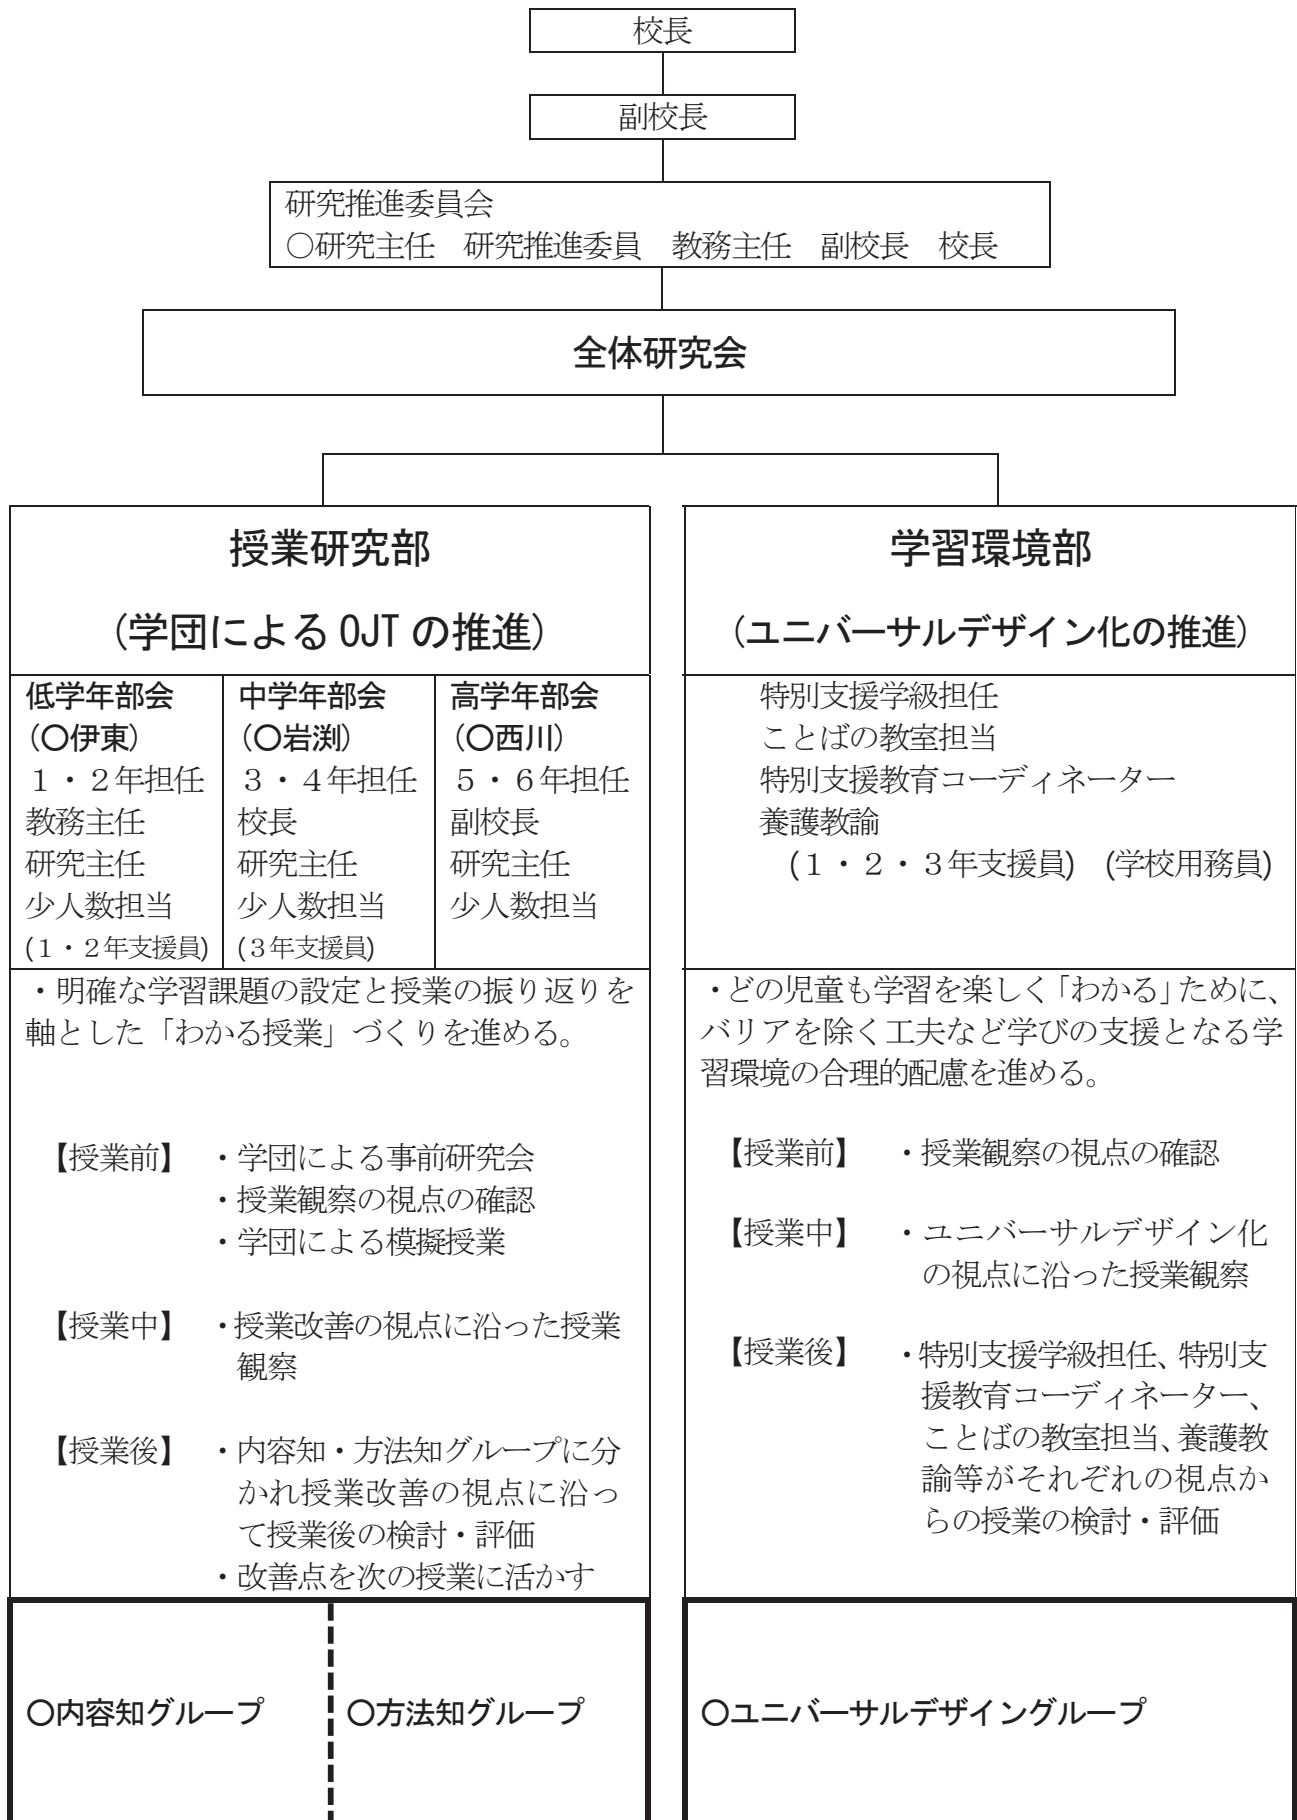 校長
副校長
研究推進委員会
○研究主任　研究推進委員　教務主任　副校長　校長
全体研究会
授業研究部
（学団による OJT の推進）
低学年部会
（○伊東）
１・２年担任
教務主任
研究主任
少人数担当
(１・２年支援員)
中学年部会
（○岩渕）
３・４年担任
校長
研究主任
少人数担当
(３年支援員)
高学年部会
（○西川）
５・６年担任
副校長
研究主任
少人数担当
・明確な学習課題の設定と授業の振り返りを
軸とした「わかる授業」づくりを進める。
【授業前】　・学団による事前研究会
・授業観察の視点の確認
・学団による模擬授業
【授業中】　・授業改善の視点に沿った授業
観察
【授業後】　・内容知・方法知グループに分
かれ授業改善の視点に沿っ
て授業後の検討・評価
・改善点を次の授業に活かす
○内容知グループ
○方法知グループ
学習環境部
（ユニバーサルデザイン化の推進）
特別支援学級担任
ことばの教室担当
特別支援教育コーディネーター
養護教諭
(１・２・３年支援員)　(学校用務員)
・どの児童も学習を楽しく「わかる」ために、
バリアを除く工夫など学びの支援となる学
習環境の合理的配慮を進める。
【授業前】　・授業観察の視点の確認
【授業中】　・ユニバーサルデザイン化
の視点に沿った授業観察
【授業後】　・特別支援学級担任、特別支
援教育コーディネーター、
ことばの教室担当、養護教
諭等がそれぞれの視点か
らの授業の検討・評価
○ユニバーサルデザイングループ